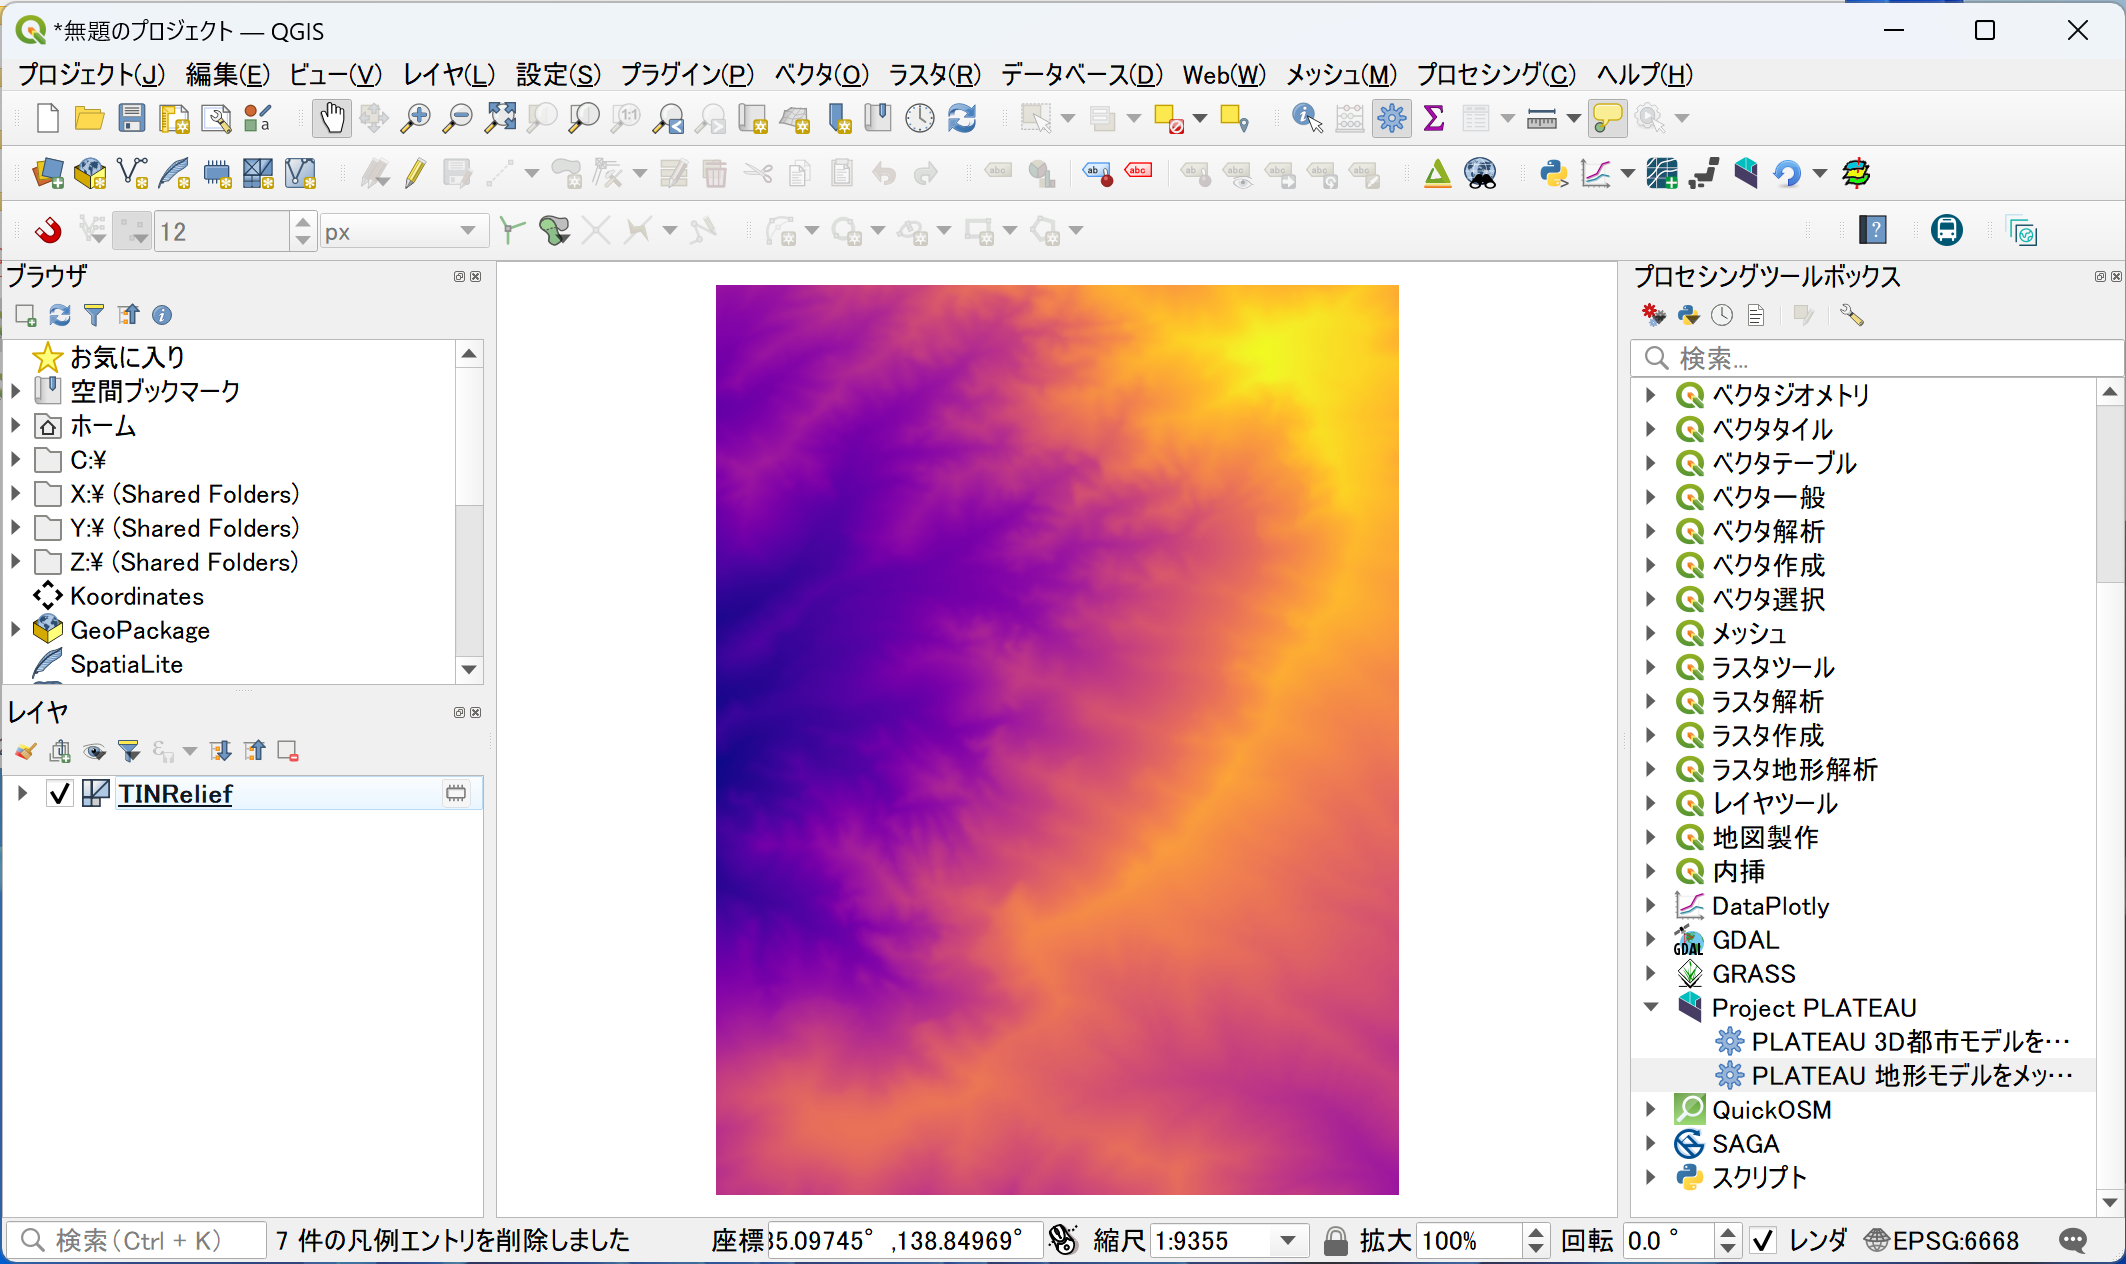 *無題のプロジェクト — QGIS
プロジェクト(J) 編集(E) ビュー(V) レイヤ(L) 設定(S) プラグイン(P) ベクタ(O) ラスタ(R) データベース(D) Web(W) メッシュ(M) プロセシング(C) ヘルプ(H)
12 px
ブラウザ
お気に入り
空間ブックマーク
ホーム
C:¥
X:¥ (Shared Folders)
Y:¥ (Shared Folders)
Z:¥ (Shared Folders)
Koordinates
GeoPackage
SpatiaLite
レイヤ
TINRelief
プロセシングツールボックス
検索...
ベクタジオメトリ
ベクタタイル
ベクタテーブル
ベクター般
ベクタ解析
ベクタ作成
ベクタ選択
メッシュ
ラスタツール
ラスタ解析
ラスタ作成
ラスタ地形解析
レイヤツール
地図製作
内挿
DataPlotly
GDAL
GRASS
Project PLATEAU
PLATEAU 3D都市モデルを…
PLATEAU 地形モデルをメッ…
QuickOSM
SAGA
スクリプト
検索(Ctrl + K) 7 件の凡例エントリを削除しました 座標 35.09745° ,138.84969° 縮尺 1:9355 拡大 100% 回転 0.0 ° レンダ EPSG:6668